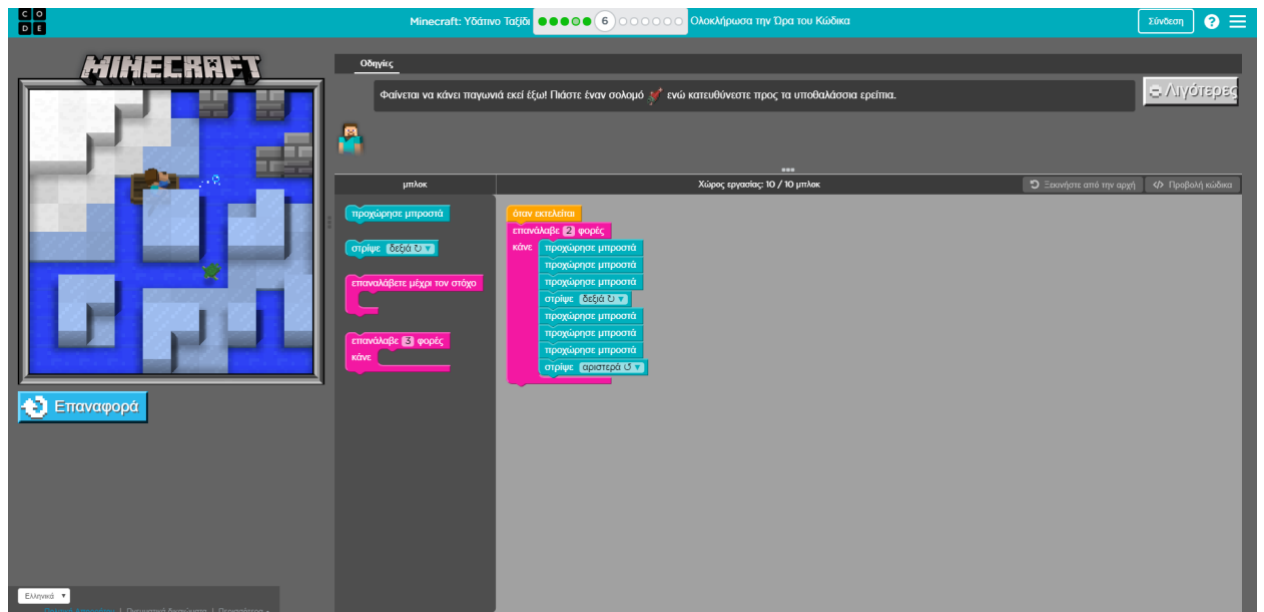 CODE
Minecraft: Υδάτινο Ταξίδι 6 Ολοκλήρωσα την Ώρα του Κώδικα
Σύνδεση ?
MINECRAFT
Οδηγίες
Φαίνεται να κάνει παγωνιά εκεί έξω! Πιάστε έναν σολομό ενώ κατευθύνεστε προς τα υποθαλάσσια ερείπια.
Λιγότερες
μπλοκ
Χώρος εργασίας: 10 / 10 μπλοκ
Ξεκινήστε από την αρχή
Προβολή κώδικα
προχώρησε μπροστά
στρίψε δεξιά ↻ ▼
επαναλάβετε μέχρι τον στόχο
επανάλαβε 3 φορές
κάνε
όταν εκτελείται
επανάλαβε 2 φορές
κάνε προχώρησε μπροστά
προχώρησε μπροστά
προχώρησε μπροστά
στρίψε δεξιά ↻ ▼
προχώρησε μπροστά
προχώρησε μπροστά
προχώρησε μπροστά
στρίψε αριστερά ↺ ▼
Επαναφορά
Ελληνικά ▼